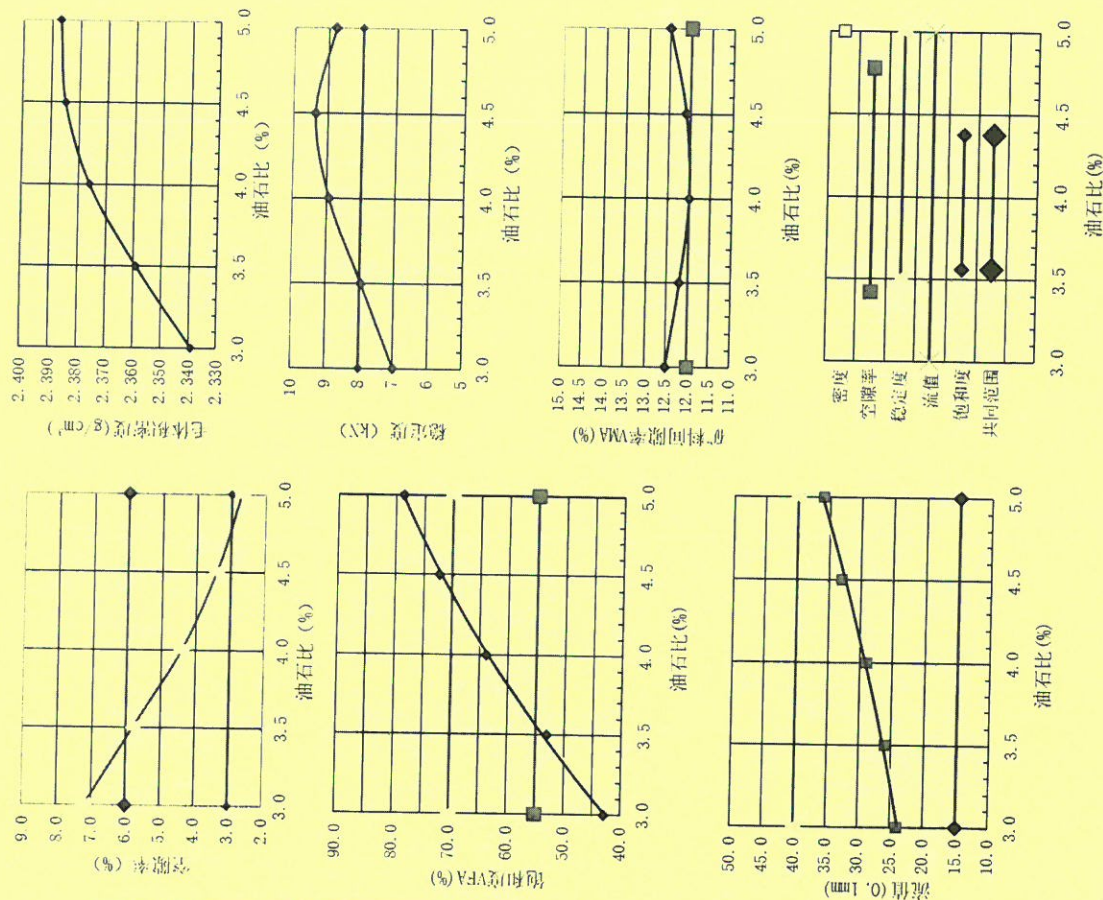 毛体积密度(g/cm³)
2.400
2.390
2.380
2.370
2.360
2.350
2.340
2.330
3.0 3.5 4.0 4.5 5.0
油石比 (%)
稳定度 (kN)
10
9
8
7
6
5
3.0 3.5 4.0 4.5 5.0
油石比 (%)
矿料间隙率VMA(%)
15.0
14.5
14.0
13.5
13.0
12.5
12.0
11.5
11.0
3.0 3.5 4.0 4.5 5.0
油石比(%)
密度
空隙率
稳定度
流值
饱和度
共同范围
3.0 3.5 4.0 4.5 5.0
油石比(%)
空隙率 (%)
9.0
8.0
7.0
6.0
5.0
4.0
3.0
2.0
3.0 3.5 4.0 4.5 5.0
油石比 (%)
饱和度VFA(%)
90.0
80.0
70.0
60.0
50.0
40.0
3.0 3.5 4.0 4.5 5.0
油石比(%)
流值(0.1mm)
50.0
45.0
40.0
35.0
30.0
25.0
20.0
15.0
10.0
3.0 3.5 4.0 4.5 5.0
油石比(%)